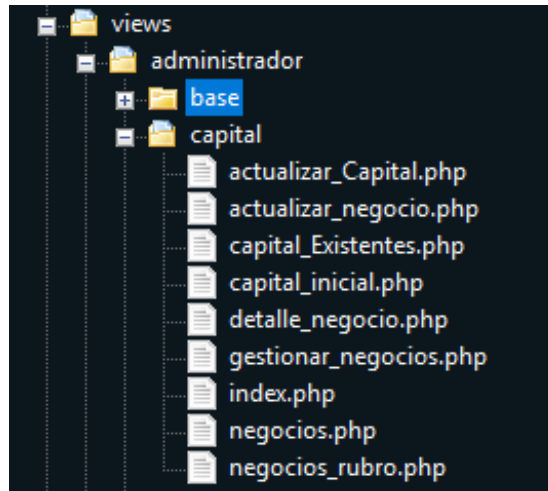 views
administrador
base
capital
actualizar_Capital.php
actualizar_negocio.php
capital_Existentes.php
capital_inicial.php
detalle_negocio.php
gestionar_negocios.php
index.php
negocios.php
negocios_rubro.php